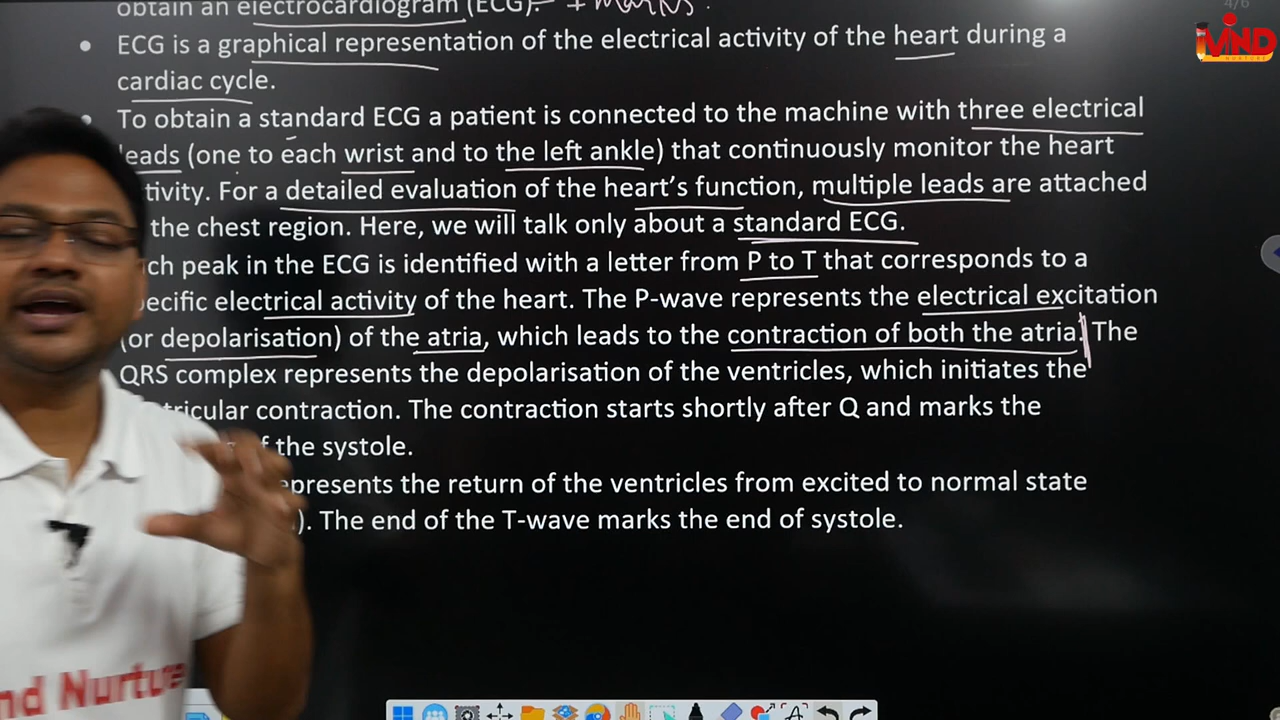 obtain an electrocardiogram (ECG).
4/6
MIND
NURTURE
• ECG is a graphical representation of the electrical activity of the heart during a
cardiac cycle.
• To obtain a standard ECG a patient is connected to the machine with three electrical
leads (one to each wrist and to the left ankle) that continuously monitor the heart
tivity. For a detailed evaluation of the heart's function, multiple leads are attached
the chest region. Here, we will talk only about a standard ECG.
ch peak in the ECG is identified with a letter from P to T that corresponds to a
pecific electrical activity of the heart. The P-wave represents the electrical excitation
(or depolarisation) of the atria, which leads to the contraction of both the atria. The
QRS complex represents the depolarisation of the ventricles, which initiates the
tricular contraction. The contraction starts shortly after Q and marks the
f the systole.
epresents the return of the ventricles from excited to normal state
). The end of the T-wave marks the end of systole.
nd Nurture